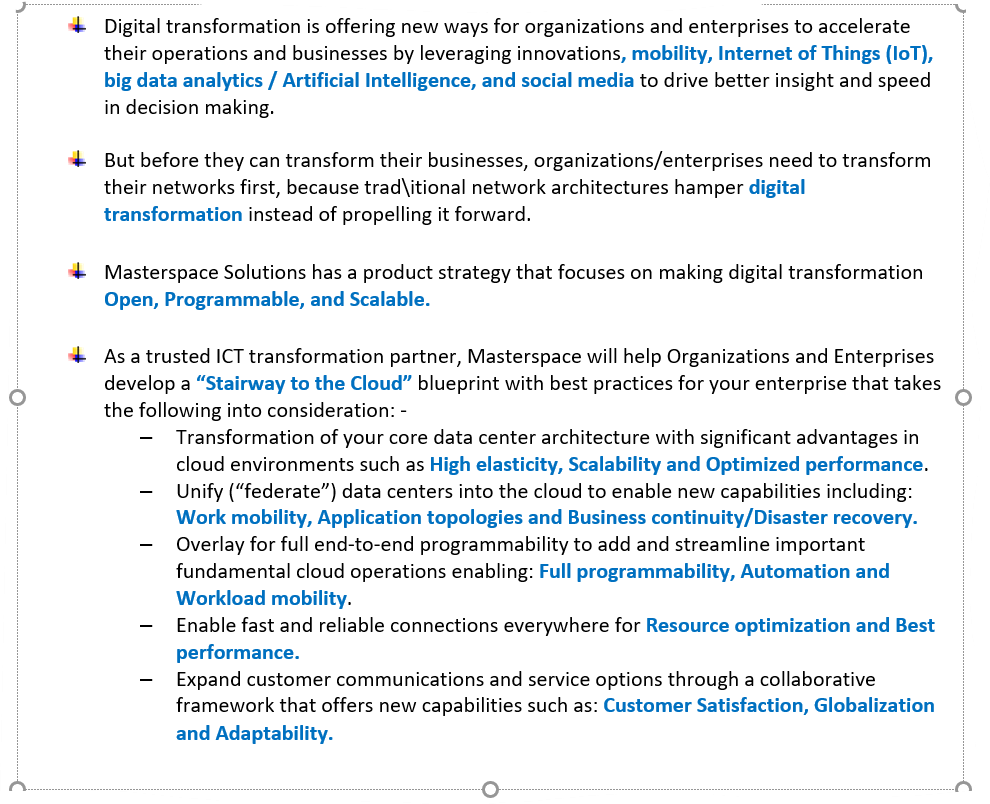 Digital transformation is offering new ways for organizations and enterprises to accelerate
their operations and businesses by leveraging innovations, mobility, Internet of Things (IoT),
big data analytics / Artificial Intelligence, and social media to drive better insight and speed
in decision making.
But before they can transform their businesses, organizations/enterprises need to transform
their networks first, because trad\itional network architectures hamper digital
transformation instead of propelling it forward.
Masterspace Solutions has a product strategy that focuses on making digital transformation
Open, Programmable, and Scalable.
As a trusted ICT transformation partner, Masterspace will help Organizations and Enterprises
develop a “Stairway to the Cloud” blueprint with best practices for your enterprise that takes
the following into consideration: -
– Transformation of your core data center architecture with significant advantages in
cloud environments such as High elasticity, Scalability and Optimized performance.
– Unify (“federate”) data centers into the cloud to enable new capabilities including:
Work mobility, Application topologies and Business continuity/Disaster recovery.
– Overlay for full end-to-end programmability to add and streamline important
fundamental cloud operations enabling: Full programmability, Automation and
Workload mobility.
– Enable fast and reliable connections everywhere for Resource optimization and Best
performance.
– Expand customer communications and service options through a collaborative
framework that offers new capabilities such as: Customer Satisfaction, Globalization
and Adaptability.